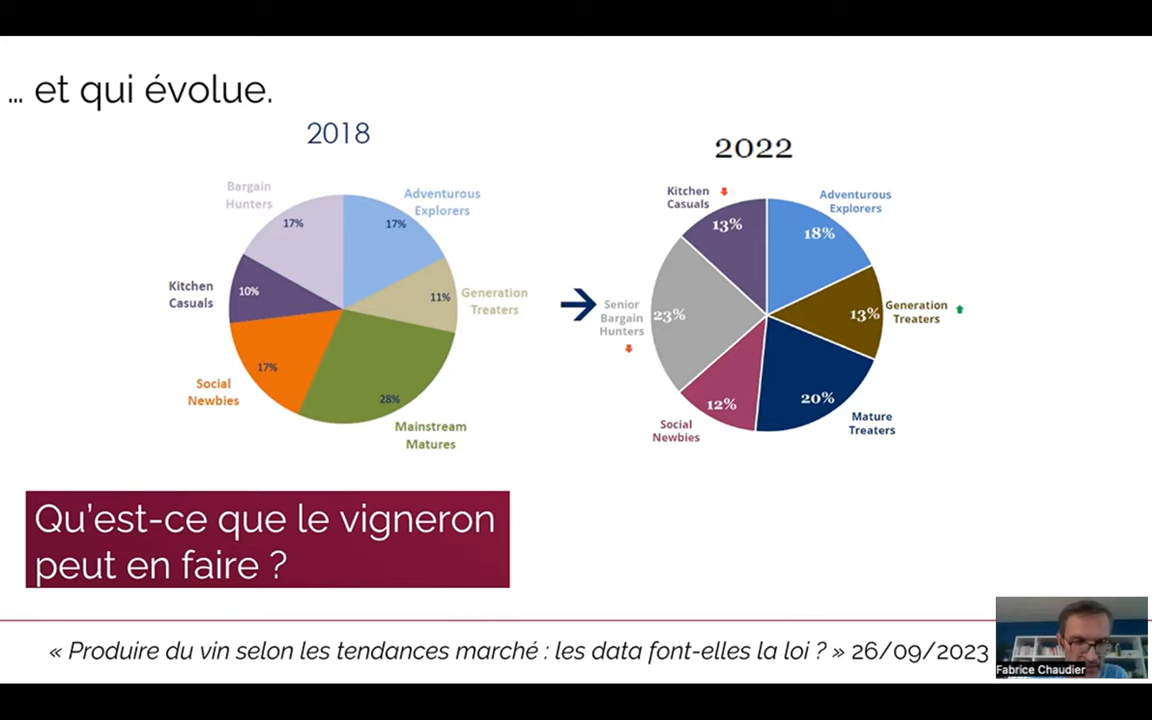 ... et qui évolue.
2018
Bargain
Hunters
17%
Adventurous
Explorers
17%
Kitchen
Casuals
10%
11%
Generation
Treaters
Social
Newbies
17%
28%
Mainstream
Matures
2022
Kitchen
Casuals
13%
Adventurous
Explorers
18%
Senior
Bargain
Hunters
23%
13%
Generation
Treaters
12%
Social
Newbies
20%
Mature
Treaters
Qu'est-ce que le vigneron
peut en faire ?
« Produire du vin selon les tendances marché : les data font-elles la loi ? » 26/09/2023
Fabrice Chaudier